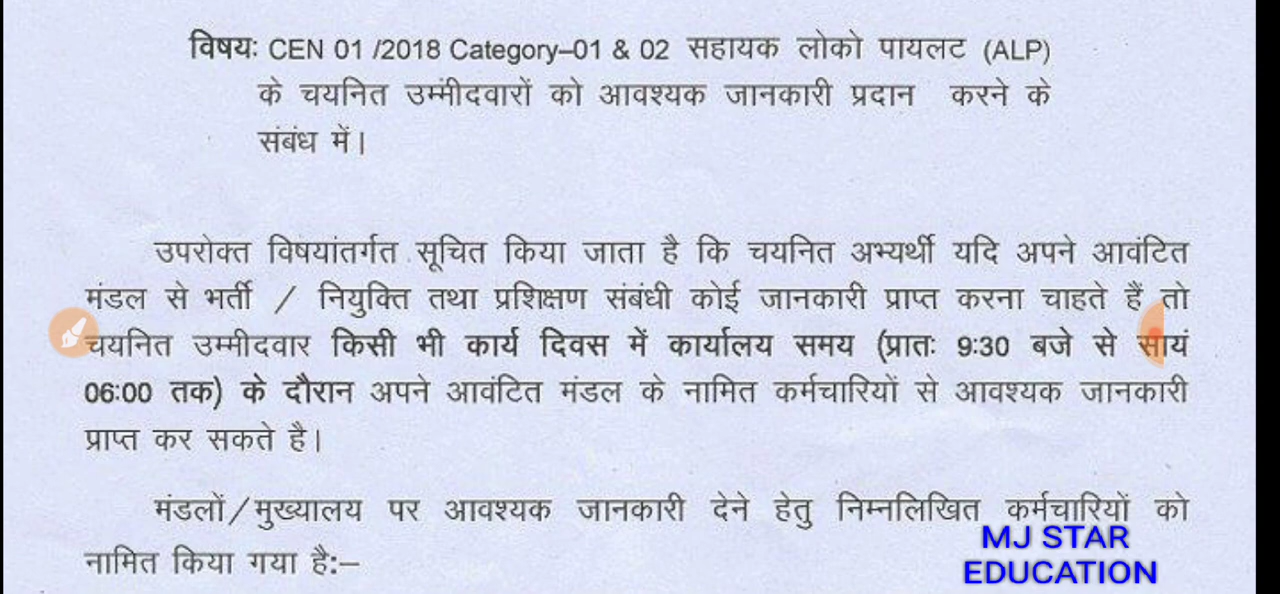 विषयः CEN 01 /2018 Category–01 & 02 सहायक लोको पायलट (ALP)
के चयनित उम्मीदवारों को आवश्यक जानकारी प्रदान करने के
संबंध में।
उपरोक्त विषयांतर्गत सूचित किया जाता है कि चयनित अभ्यर्थी यदि अपने आवंटित
मंडल से भर्ती / नियुक्ति तथा प्रशिक्षण संबंधी कोई जानकारी प्राप्त करना चाहते हैं तो
चयनित उम्मीदवार किसी भी कार्य दिवस में कार्यालय समय (प्रातः 9:30 बजे से सायं
06:00 तक) के दौरान अपने आवंटित मंडल के नामित कर्मचारियों से आवश्यक जानकारी
प्राप्त कर सकते है।
मंडलों/मुख्यालय पर आवश्यक जानकारी देने हेतु निम्नलिखित कर्मचारियों को
नामित किया गया है:–
MJ STAR
EDUCATION